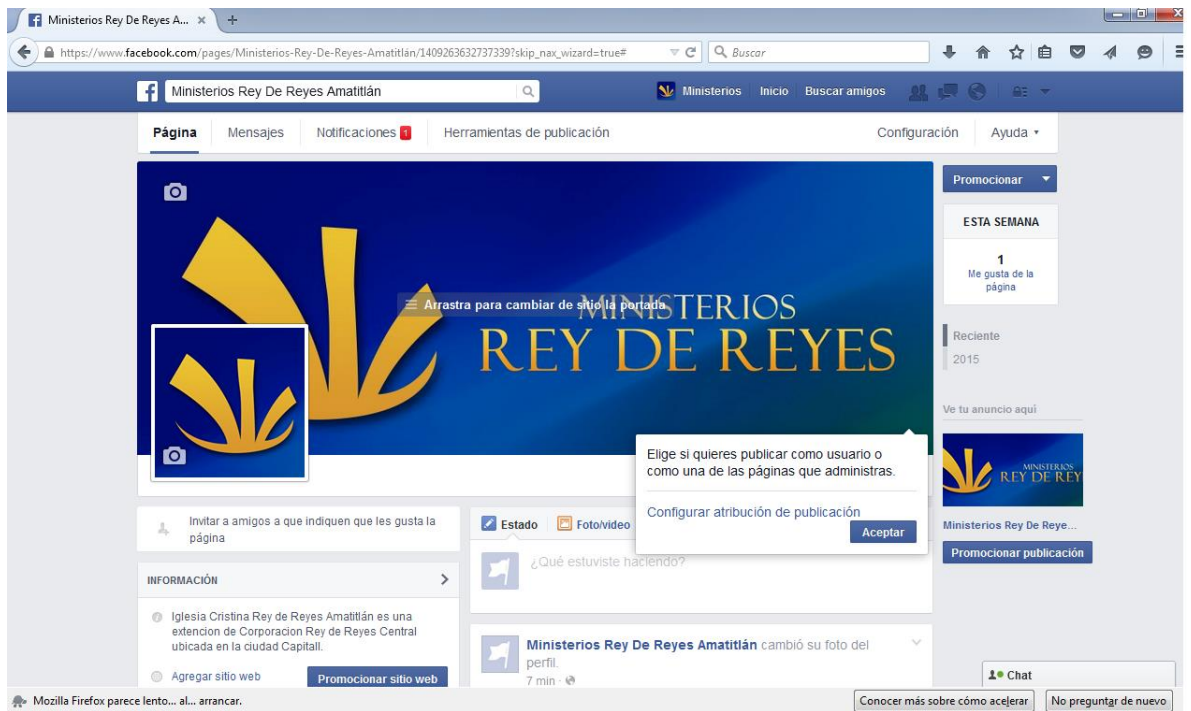 Ministerios Rey De Reyes A...
https://www.facebook.com/pages/Ministerios-Rey-De-Reyes-Amatitlán/1409263632737339?skip_nax_wizard=true#
Buscar
Ministerios Rey De Reyes Amatitlán
Ministerios Inicio Buscar amigos
Página Mensajes Notificaciones 1 Herramientas de publicación Configuración Ayuda
Promocionar
ESTA SEMANA
1
Me gusta de la
página
Reciente
2015
Ve tu anuncio aquí
MINISTERIOS
REY DE REY
Ministerios Rey De Reye...
Promocionar publicación
Arrastra para cambiar de sitio la portada
MINISTERIOS
REY DE REYES
Elige si quieres publicar como usuario o
como una de las páginas que administras.
Configurar atribución de publicación
Aceptar
Invitar a amigos a que indiquen que les gusta la
página
INFORMACIÓN
Iglesia Cristina Rey de Reyes Amatitlán es una
extencion de Corporacion Rey de Reyes Central
ubicada en la ciudad Capitall.
Agregar sitio web Promocionar sitio web
Estado Foto/video
¿Qué estuviste haciendo?
Ministerios Rey De Reyes Amatitlán cambió su foto del
perfil.
7 min
Chat
Mozilla Firefox parece lento... al... arrancar.
Conocer más sobre cómo acelerar No preguntar de nuevo